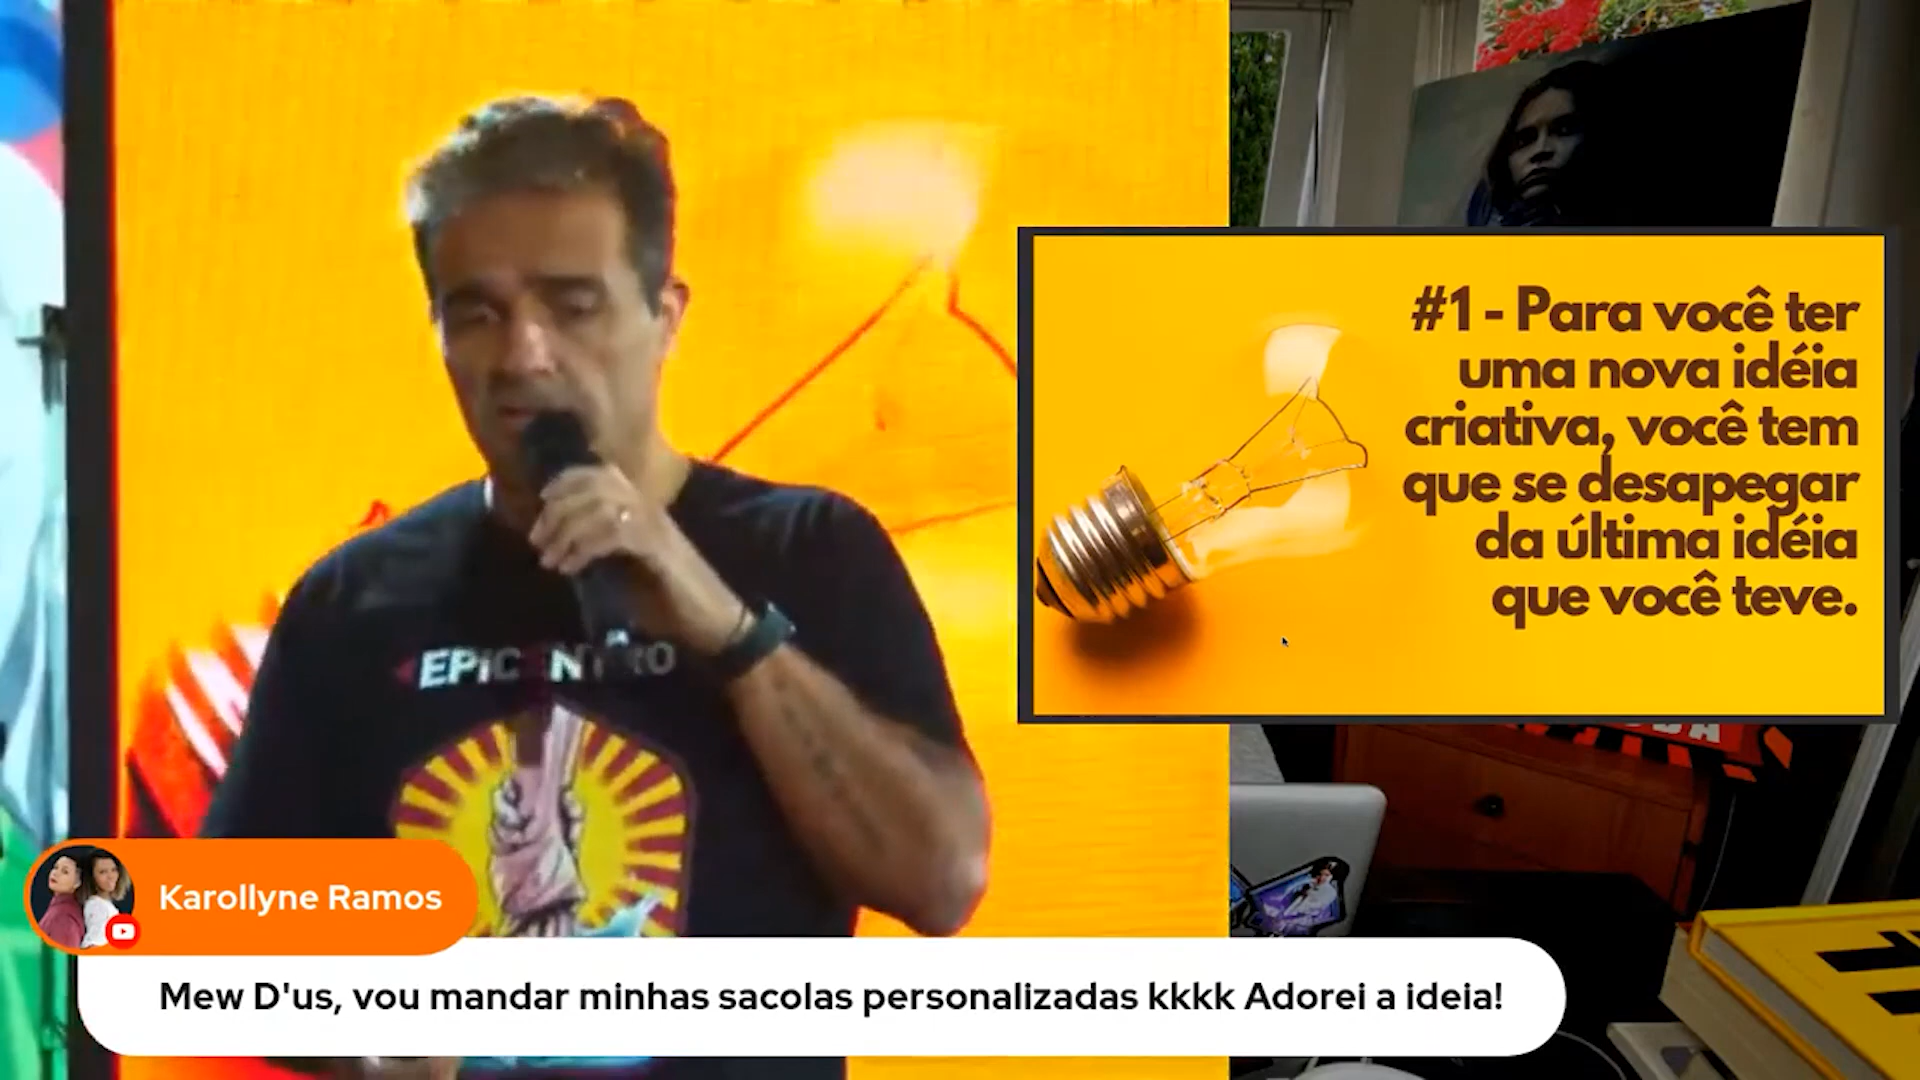 #1 - Para você ter
uma nova idéia
criativa, você tem
que se desapegar
da última idéia
que você teve.
EPICENTRO
Karollyne Ramos
Mew D'us, vou mandar minhas sacolas personalizadas kkkk Adorei a ideia!